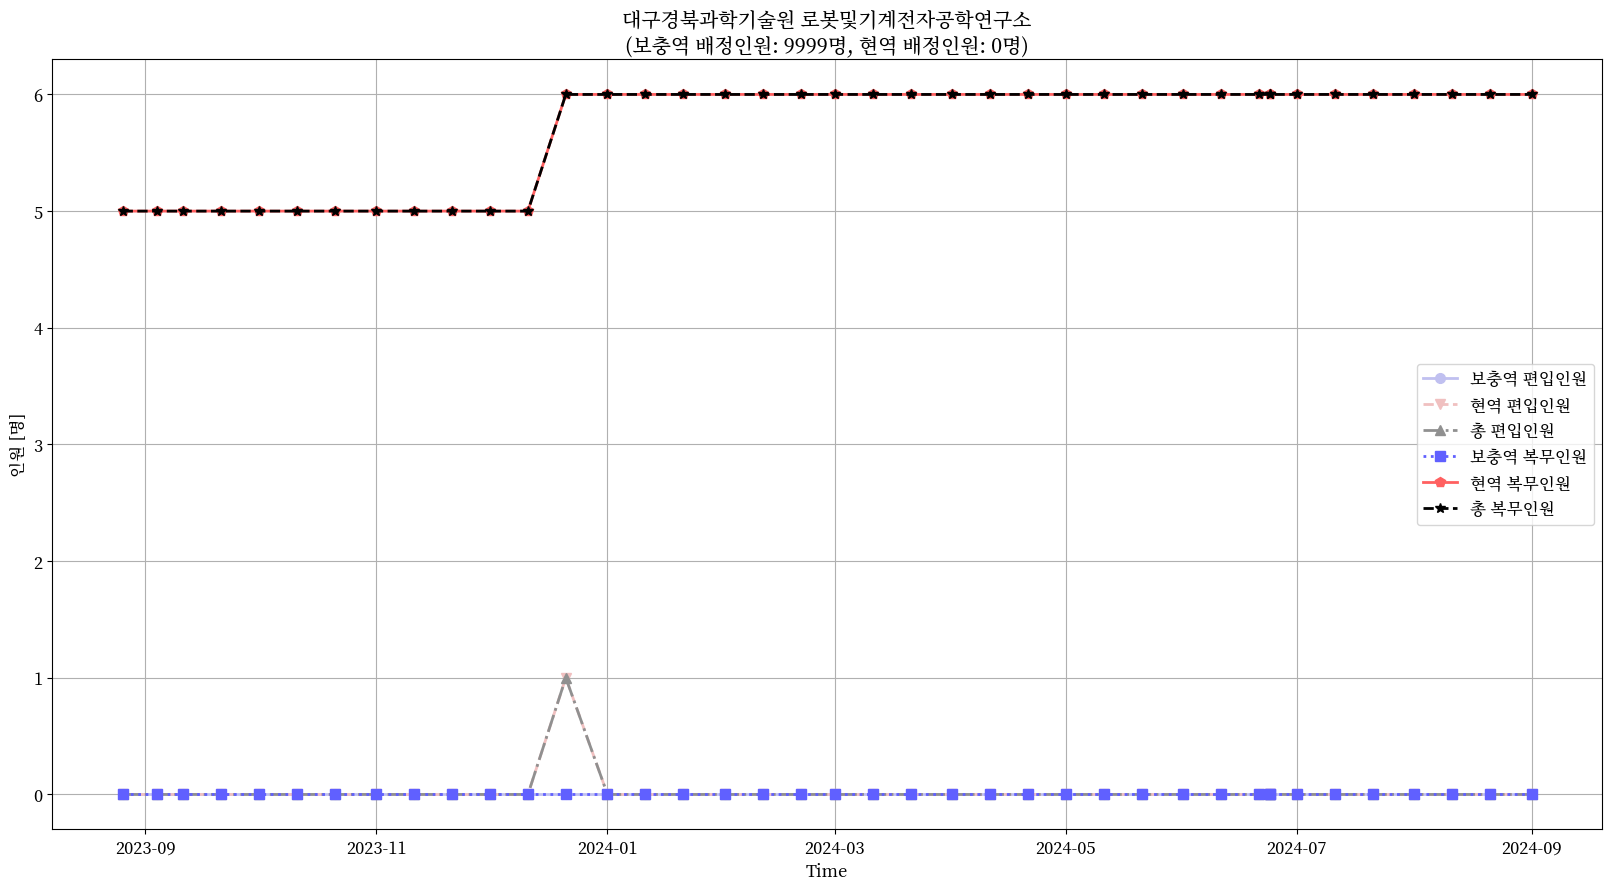 대구경북과학기술원 로봇및기계전자공학연구소
(보충역 배정인원: 9999명, 현역 배정인원: 0명)
인원 [명]
6
5
4
3
2
1
0
보충역 편입인원
현역 편입인원
총 편입인원
보충역 복무인원
현역 복무인원
총 복무인원
2023-09 2023-11 2024-01 2024-03 2024-05 2024-07 2024-09
Time